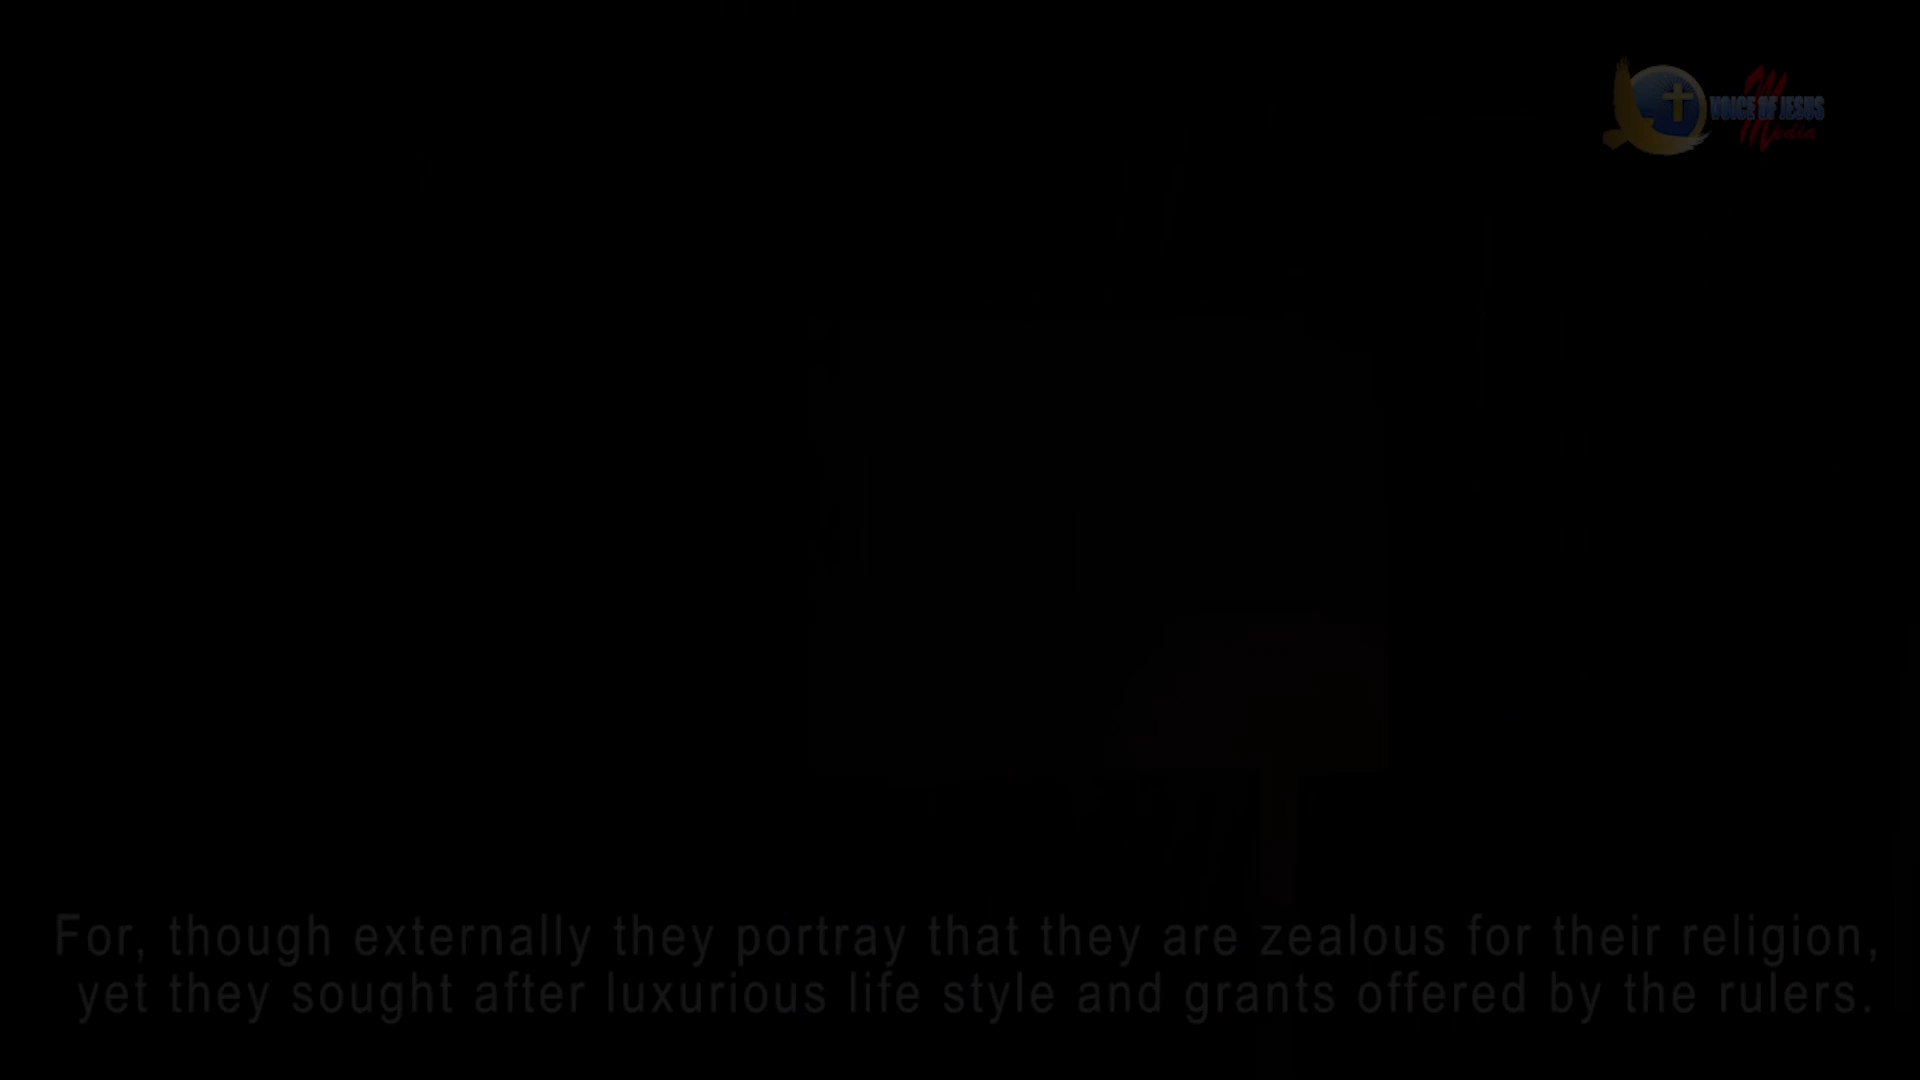 VOICE OF JESUS
Media
For, though externally they portray that they are zealous for their religion,
yet they sought after luxurious life style and grants offered by the rulers.